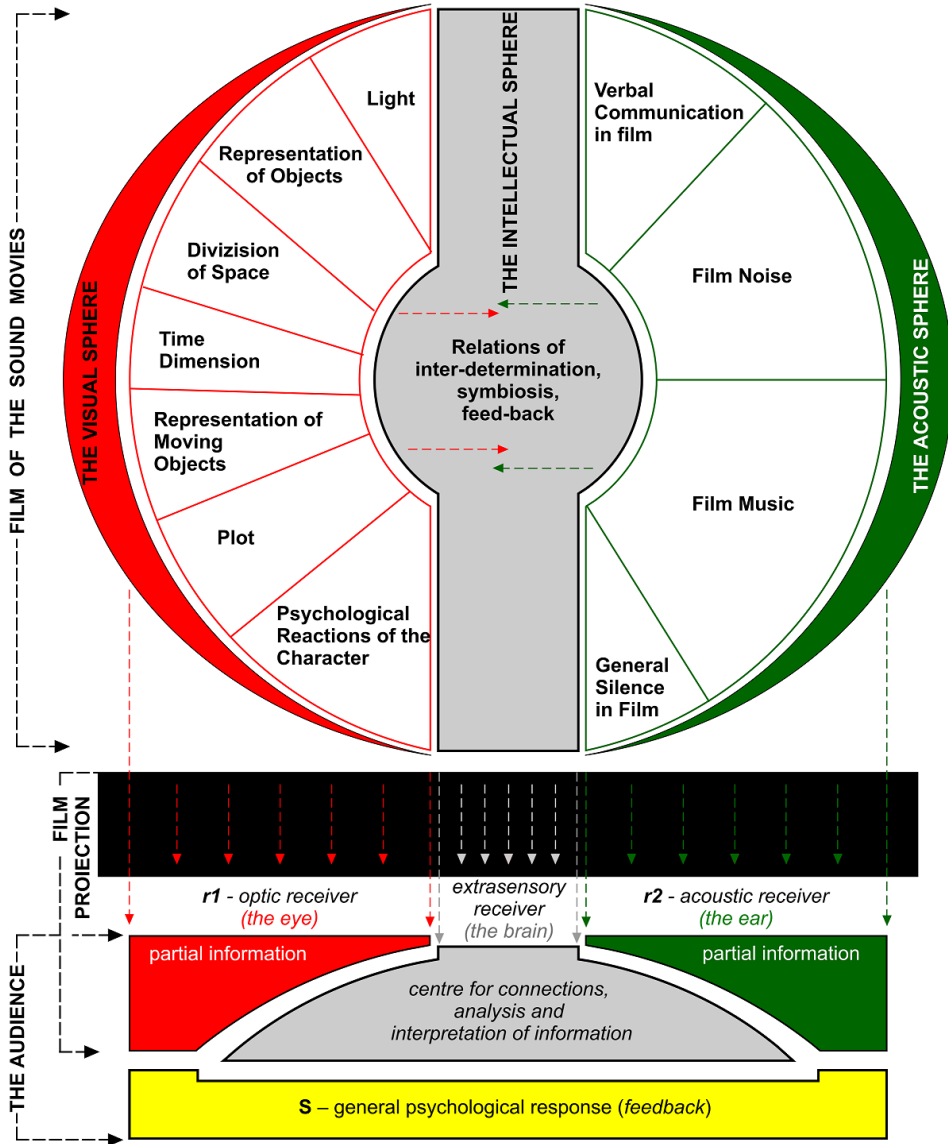 FILM OF THE SOUND MOVIES
THE VISUAL SPHERE
Light
Representation
of Objects
Divizision
of Space
Time
Dimension
Representation of
Moving
Objects
Plot
Psychological
Reactions of the
Character
THE INTELLECTUAL SPHERE
Relations of
inter-determination,
symbiosis,
feed-back
Verbal
Communication
in film
Film Noise
Film Music
General
Silence
in Film
THE ACOUSTIC SPHERE
FILM
PROIECTION
r1 - optic receiver
(the eye)
extrasensory
receiver
(the brain)
r2 - acoustic receiver
(the ear)
THE AUDIENCE
partial information
centre for connections,
analysis and
interpretation of information
partial information
S – general psychological response (feedback)